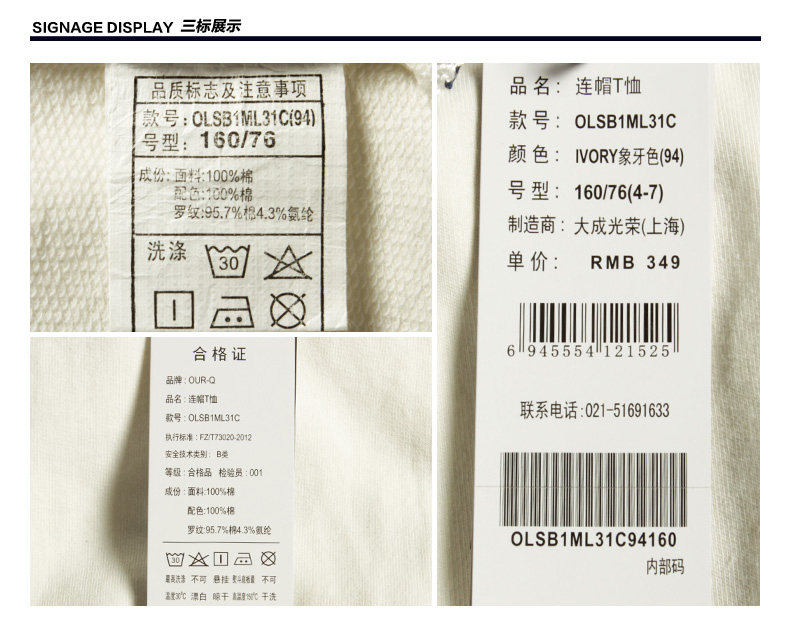 SIGNAGE DISPLAY 三标展示
品质标志及注意事项
款号: OLSB1ML31C(94)
号型: 160/76
成份: 面料:100%棉
配色:100%棉
罗纹:95.7%棉4.3%氨纶
洗涤
30
合格证
品牌: OUR-Q
品名: 连帽T恤
款号: OLSB1ML31C
执行标准: FZ/T73020-2012
安全技术类别: B类
等级: 合格品 检验员: 001
成份: 面料:100%棉
配色:100%棉
罗纹:95.7%棉4.3%氨纶
30
最高洗涤 不可 悬挂 熨斗底板最 不可
温度30℃ 漂白 晾干 高温度150℃ 干洗
品名: 连帽T恤
款号: OLSB1ML31C
颜色: IVORY象牙色(94)
号型: 160/76(4-7)
制造商: 大成光荣(上海)
单价: RMB 349
6 945554 121525
联系电话:021-51691633
OLSB1ML31C94160
内部码